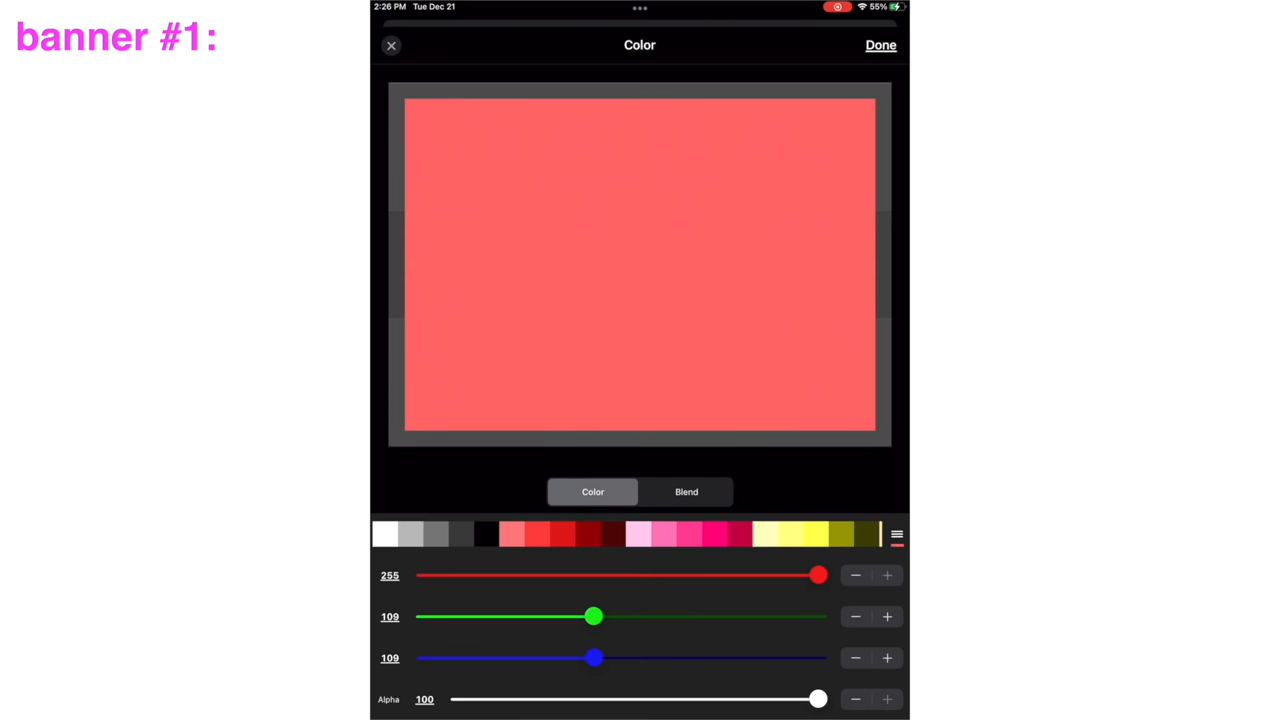 2:26 PM Tue Dec 21
55%
banner #1:
Color
Done
Color
Blend
255
109
109
Alpha 100